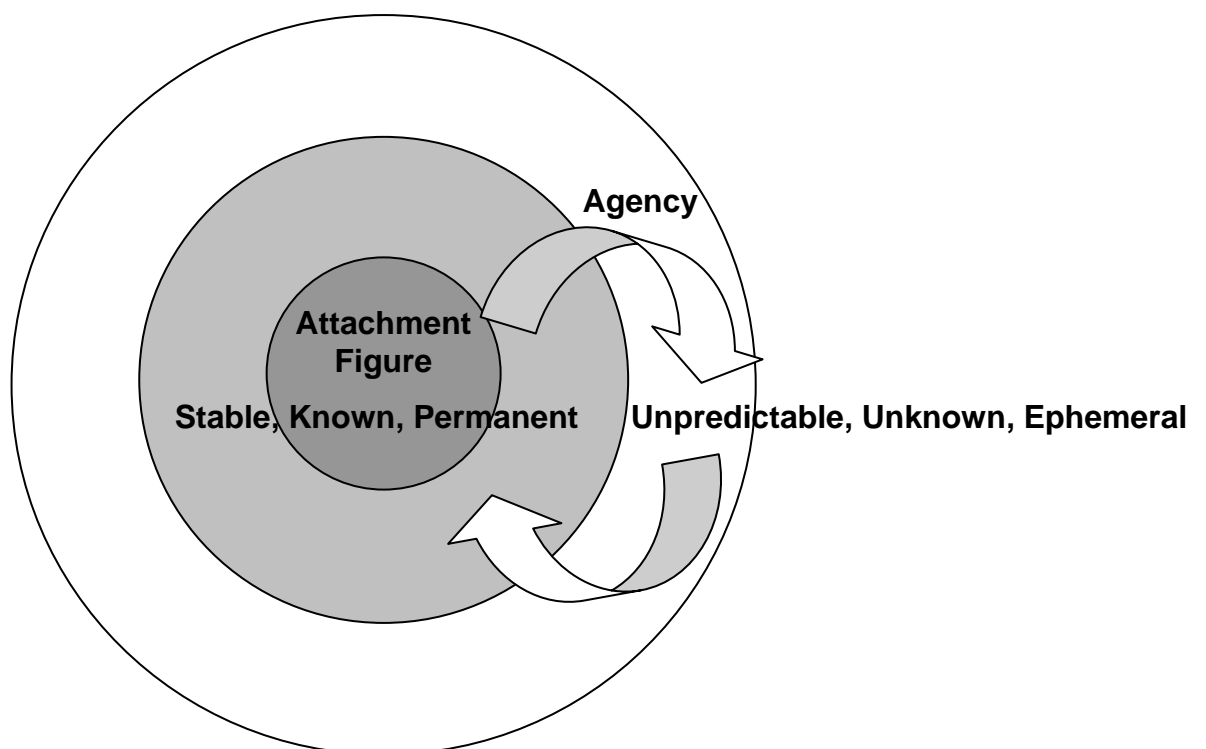 Agency
Attachment
Figure
Stable, Known, Permanent
Unpredictable, Unknown, Ephemeral